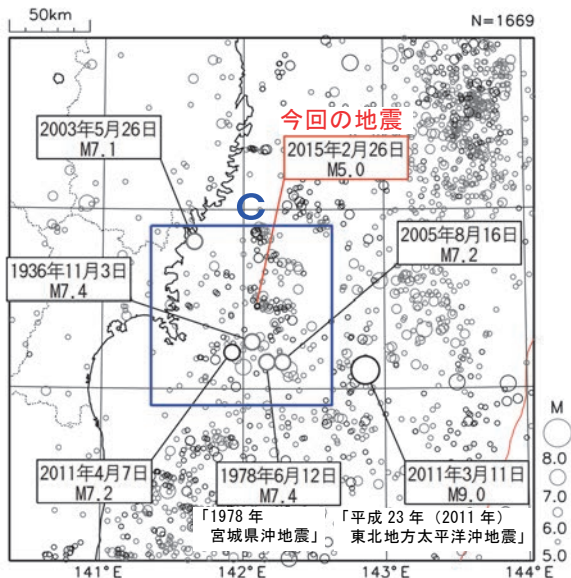 50km
N=1669
今回の地震
2003年5月26日
M7.1
2015年2月26日
M5.0
C
2005年8月16日
M7.2
1936年11月3日
M7.4
M
2011年4月7日
M7.2
1978年6月12日
M7.4
2011年3月11日
M9.0
「1978 年
宮城県沖地震」
「平成 23 年（2011 年）
東北地方太平洋沖地震」
8.0
7.0
6.0
5.0
141°E
142°E
143°E
144°E